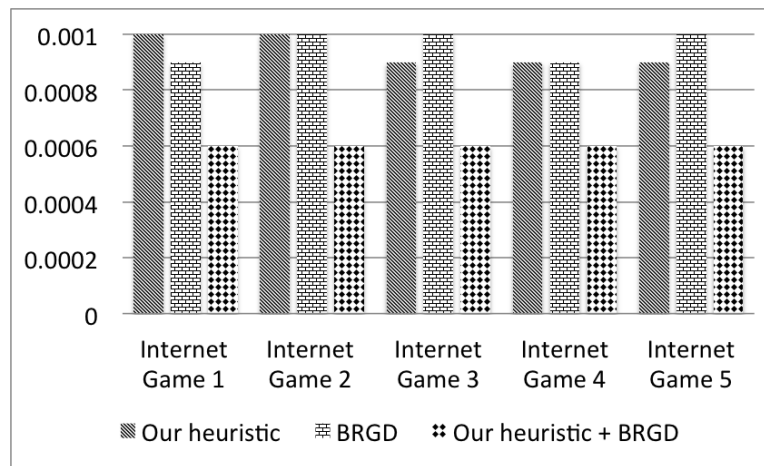 0.001
0.0008
0.0006
0.0004
0.0002
0
Internet Game 1
Internet Game 2
Internet Game 3
Internet Game 4
Internet Game 5
Our heuristic
BRGD
Our heuristic + BRGD